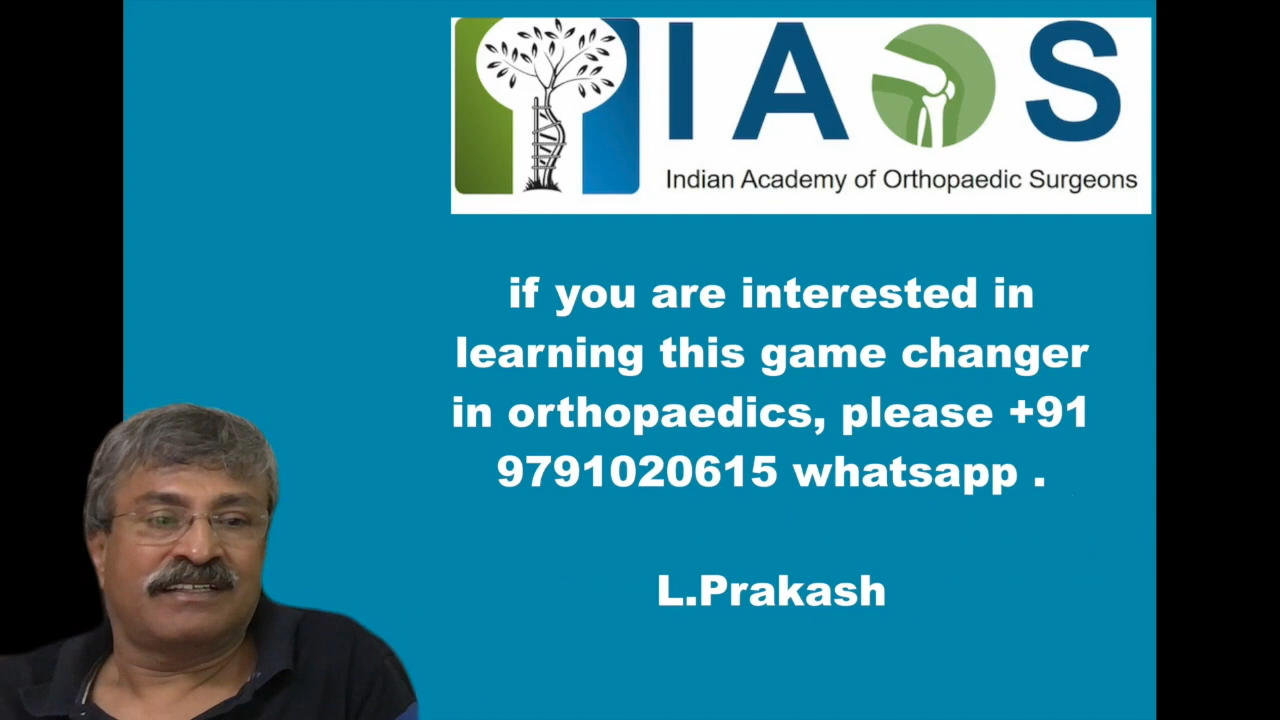 IAOS
Indian Academy of Orthopaedic Surgeons
if you are interested in
learning this game changer
in orthopaedics, please +91
9791020615 whatsapp .
L.Prakash